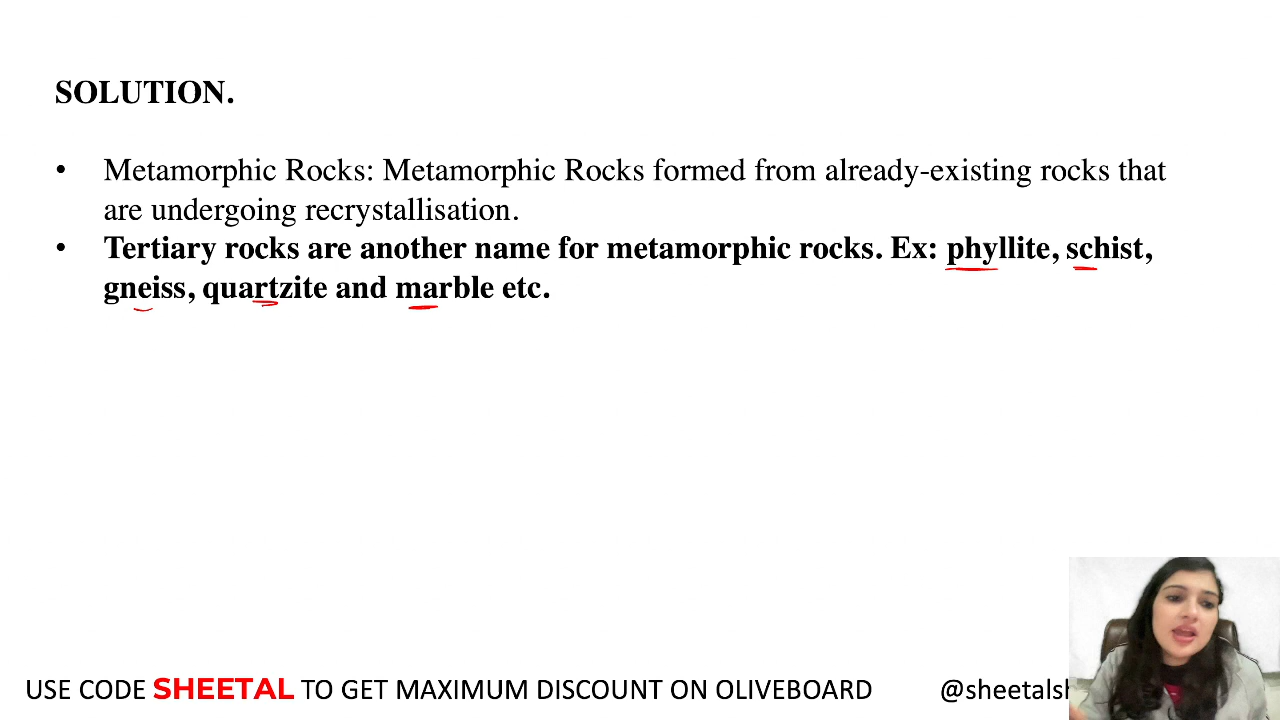 SOLUTION.
• Metamorphic Rocks: Metamorphic Rocks formed from already-existing rocks that
are undergoing recrystallisation.
• Tertiary rocks are another name for metamorphic rocks. Ex: phyllite, schist,
gneiss, quartzite and marble etc.
USE CODE SHEETAL TO GET MAXIMUM DISCOUNT ON OLIVEBOARD